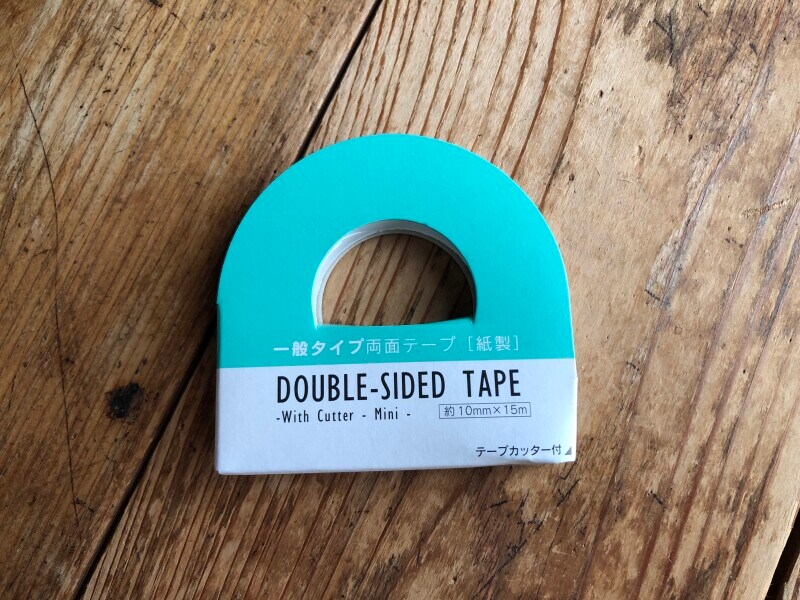 一般タイプ両面テープ［紙製］
DOUBLE-SIDED TAPE
-With Cutter - Mini - 約10mm×15m
テープカッター付